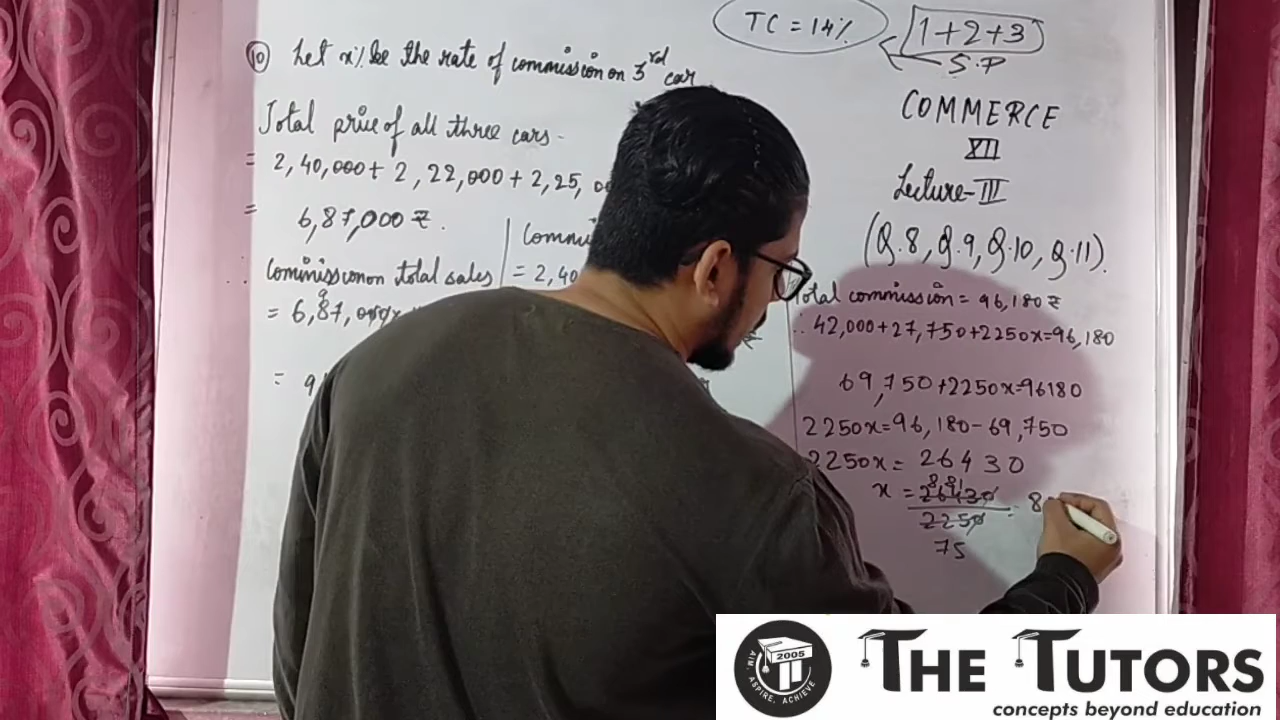 TC = 14%
1+2+3
S.P
10 Let x% be the rate of commission on 3rd car
Total price of all three cars -
= 2,40,000+ 2,22,000 + 2,25,
= 6,87,000 ₹.
∴ Commission on total sales
= 6,87,
=
= 2,40
COMMERCE
XII
Lecture-III
(Q.8, Q.9, Q.10, Q.11).
Total commission = 96,180 ₹
∴ 42,000+27,750+2250x=96,180
69,750+2250x=96180
2250x=96,180-69,750
2250x = 26430
x = 26430
2250
= 8
881
75
2005
AIM, ASPIRE, ACHIEVE
THE TUTORS
concepts beyond education